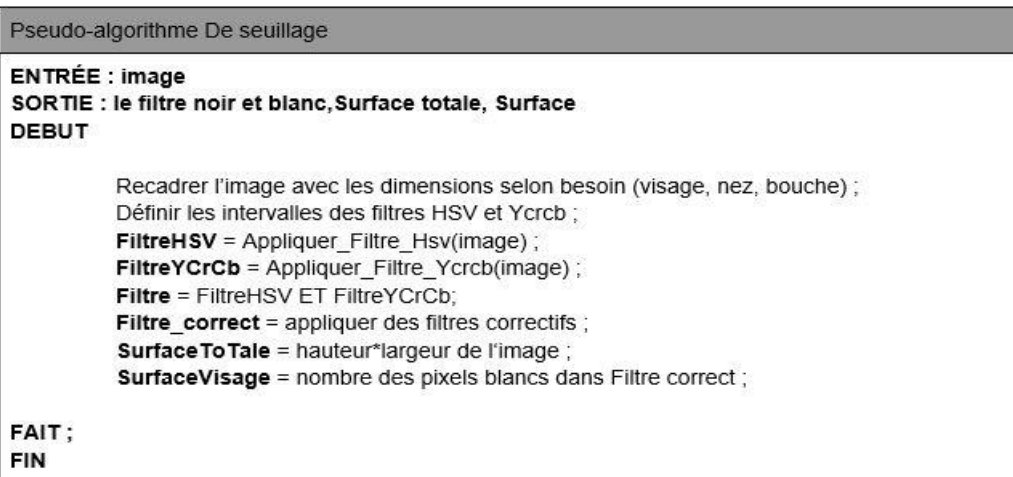 Pseudo-algorithme De seuillage
ENTRÉE : image
SORTIE : le filtre noir et blanc,Surface totale, Surface
DEBUT
Recadrer l'image avec les dimensions selon besoin (visage, nez, bouche) ;
Définir les intervalles des filtres HSV et Ycrcb ;
FiltreHSV = Appliquer_Filtre_Hsv(image) ;
FiltreYCrCb = Appliquer_Filtre_Ycrcb(image) ;
Filtre = FiltreHSV ET FiltreYCrCb;
Filtre_correct = appliquer des filtres correctifs ;
SurfaceToTale = hauteur*largeur de l'image ;
SurfaceVisage = nombre des pixels blancs dans Filtre correct ;
FAIT ;
FIN